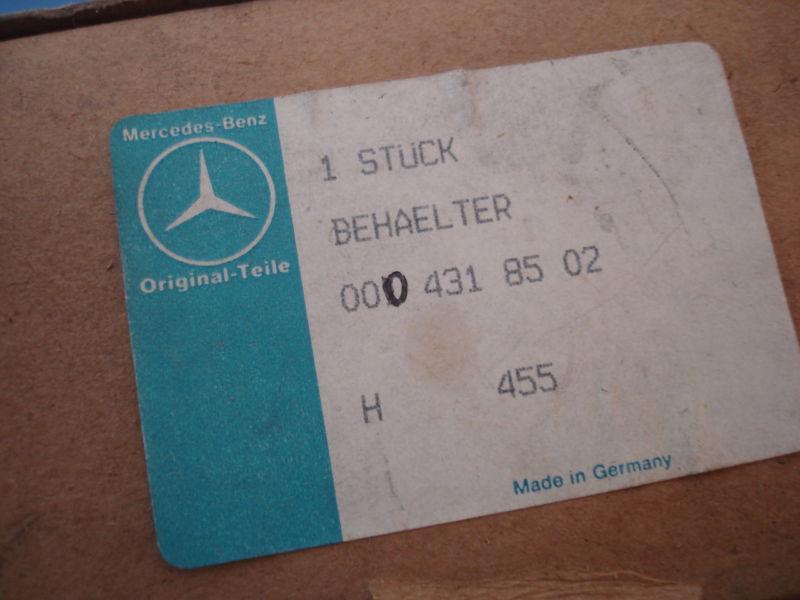 Mercedes-Benz
Original-Teile
1 STÜCK
BEHAELTER
000 431 85 02
H 455
Made in Germany